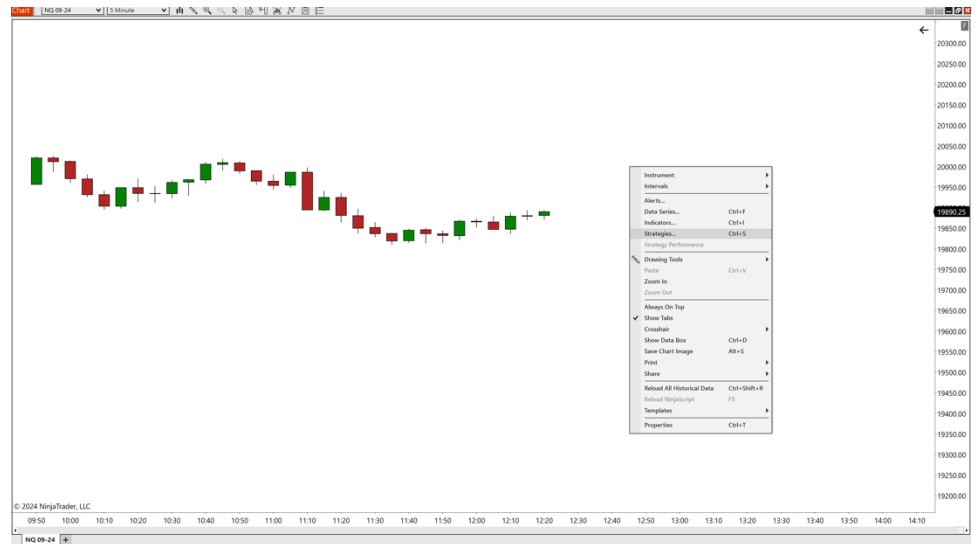 Chart NQ 09-24 5 Minute
F
20300.00
20250.00
20200.00
20150.00
20100.00
20050.00
20000.00
19950.00
19890.25
19850.00
19800.00
19750.00
19700.00
19650.00
19600.00
19550.00
19500.00
19450.00
19400.00
19350.00
19300.00
19250.00
19200.00
Instrument
Intervals
Alerts...
Data Series... Ctrl+F
Indicators... Ctrl+I
Strategies... Ctrl+S
Strategy Performance
Drawing Tools
Paste Ctrl+V
Zoom In
Zoom Out
Always On Top
Show Tabs
Crosshair
Show Data Box Ctrl+D
Save Chart Image Alt+S
Print
Share
Reload All Historical Data Ctrl+Shift+R
Reload NinjaScript F5
Templates
Properties Ctrl+T
© 2024 NinjaTrader, LLC
09:50 10:00 10:10 10:20 10:30 10:40 10:50 11:00 11:10 11:20 11:30 11:40 11:50 12:00 12:10 12:20 12:30 12:40 12:50 13:00 13:10 13:20 13:30 13:40 13:50 14:00 14:10
NQ 09-24 +